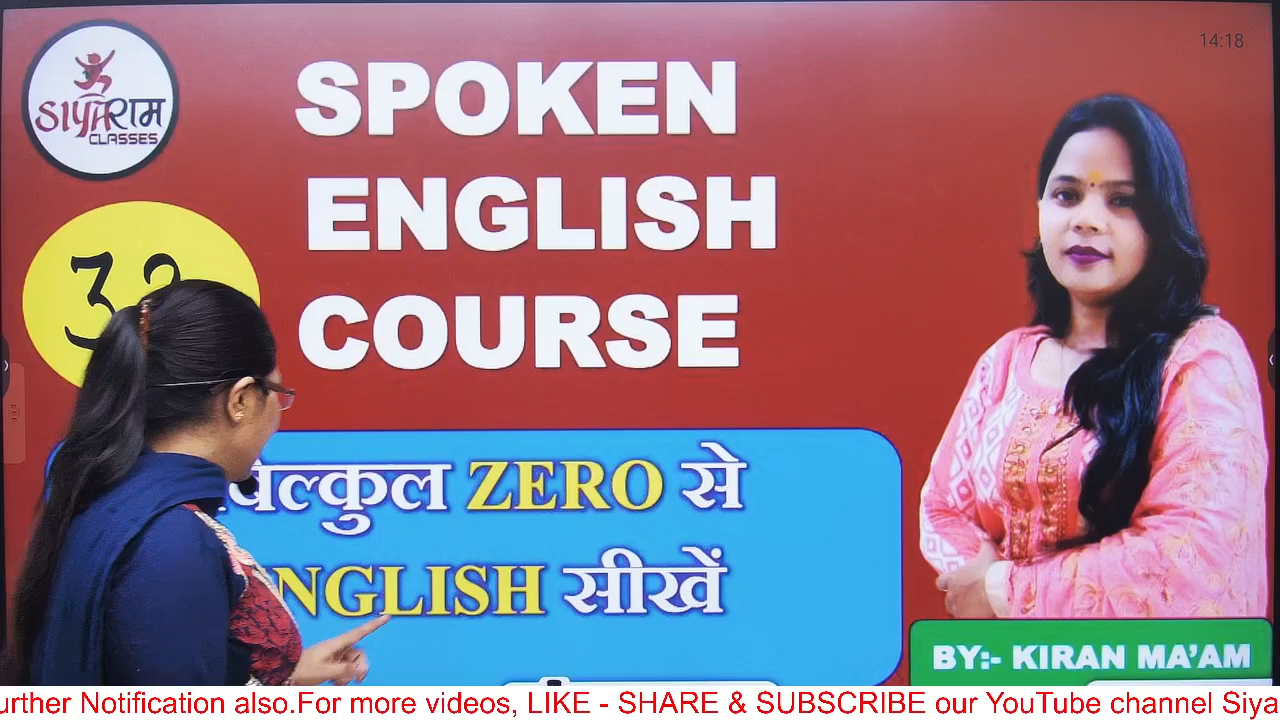 14:18
SIYAराम
CLASSES
SPOKEN
ENGLISH
COURSE
ZERO से
सीखें
BY:- KIRAN MA'AM
Notification also.For more videos, LIKE - SHARE & SUBSCRIBE our YouTube channel